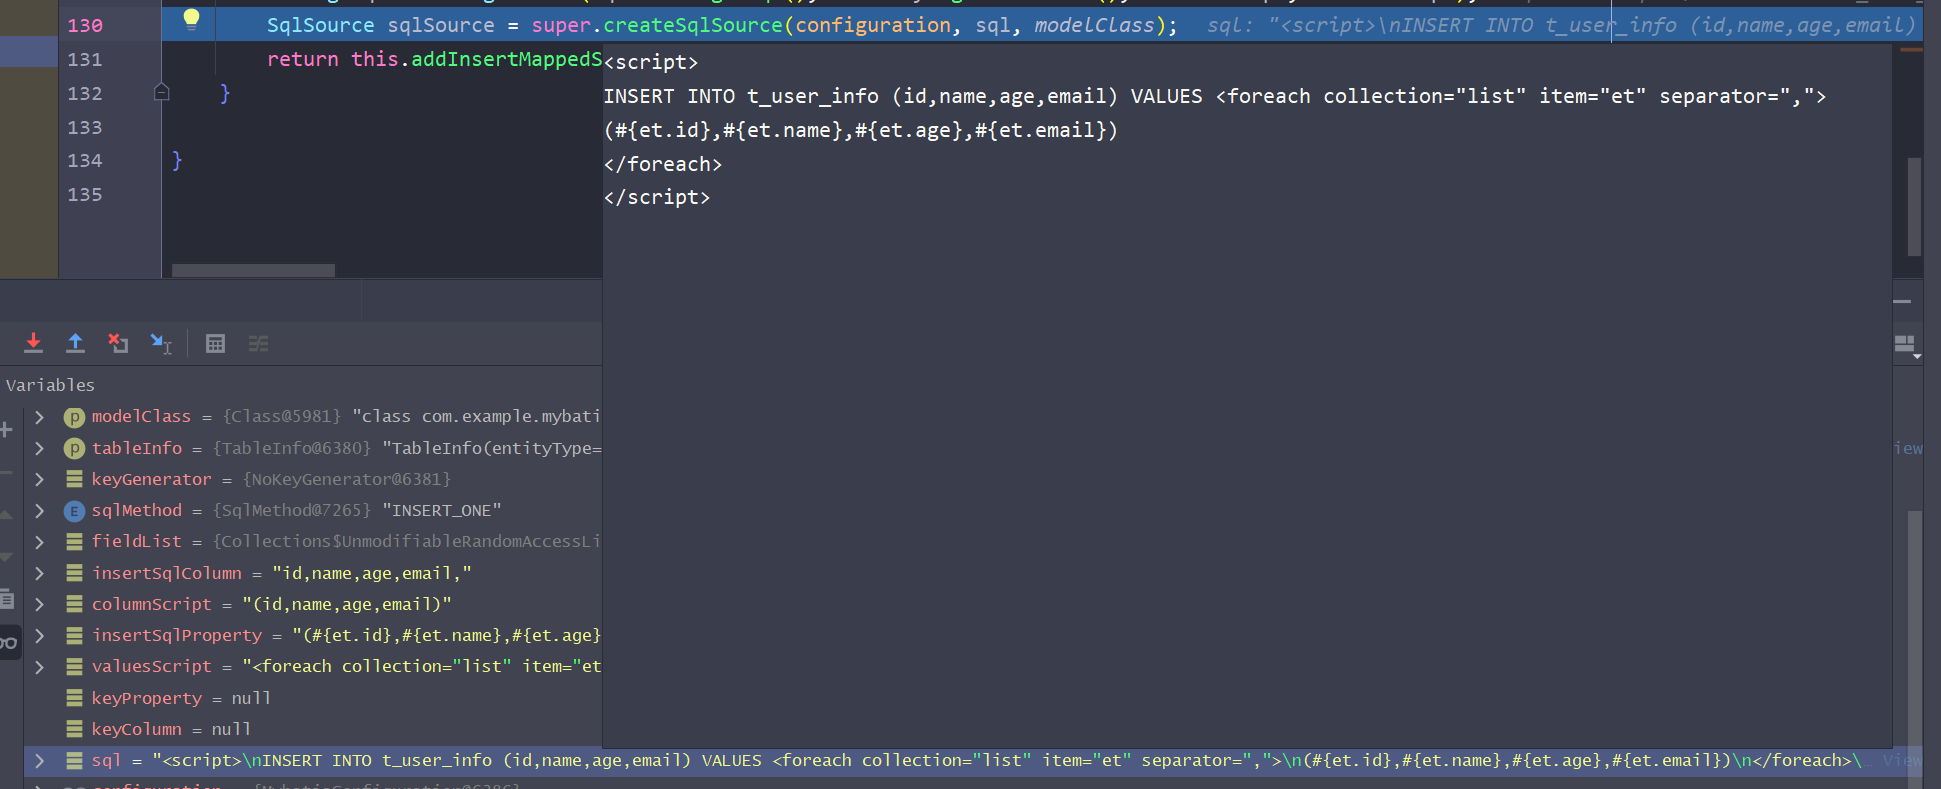 130 SqlSource sqlSource = super.createSqlSource(configuration, sql, modelClass); sql: "<script>\nINSERT INTO t_user_info (id,name,age,email)
131 return this.addInsertMappedS
132 }
133
134 }
135
<script>
INSERT INTO t_user_info (id,name,age,email) VALUES <foreach collection="list" item="et" separator=",">
(#{et.id},#{et.name},#{et.age},#{et.email})
</foreach>
</script>
Variables
p modelClass = {Class@5981} "class com.example.mybati
p tableInfo = {TableInfo@6380} "TableInfo(entityType=
keyGenerator = {NoKeyGenerator@6381}
E sqlMethod = {SqlMethod@7265} "INSERT_ONE"
fieldList = {Collections$UnmodifiableRandomAccessLi
insertSqlColumn = "id,name,age,email,"
columnScript = "(id,name,age,email)"
insertSqlProperty = "(#{et.id},#{et.name},#{et.age}
valuesScript = "<foreach collection="list" item="et
keyProperty = null
keyColumn = null
sql = "<script>\nINSERT INTO t_user_info (id,name,age,email) VALUES <foreach collection="list" item="et" separator=",">\n(#{et.id},#{et.name},#{et.age},#{et.email})\n</foreach>\... View